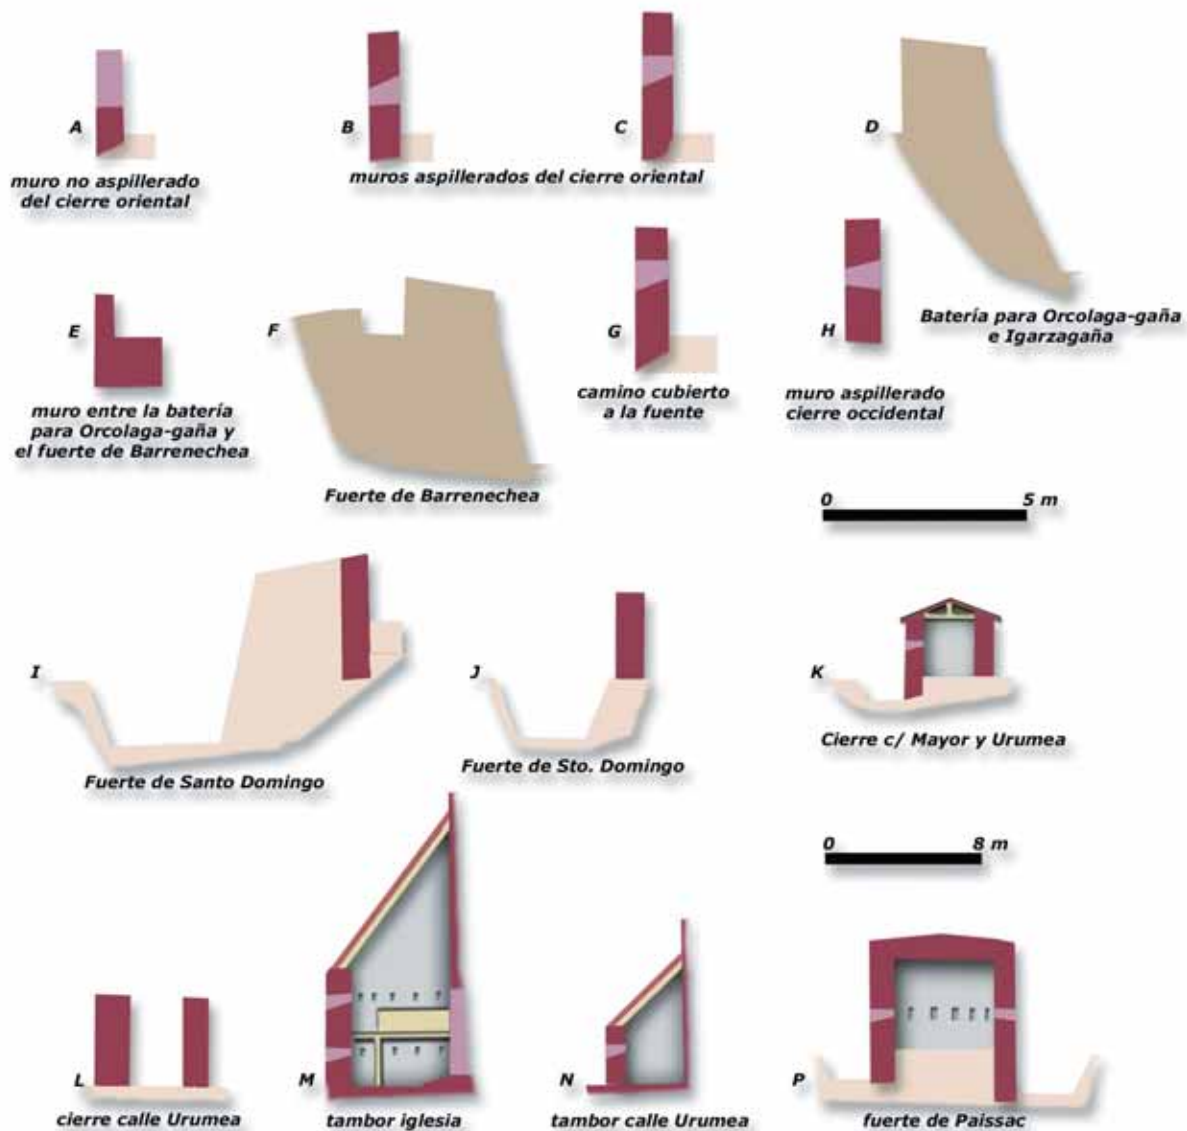 A
muro no aspillerado
del cierre oriental
B
C
muros aspillerados del cierre oriental
D
Batería para Orcolaga-gaña
e Igarzagaña
E
muro entre la batería
para Orcolaga-gaña y
el fuerte de Barrenechea
F
Fuerte de Barrenechea
G
camino cubierto
a la fuente
H
muro aspillerado
cierre occidental
0 5 m
I
Fuerte de Santo Domingo
J
Fuerte de Sto. Domingo
K
Cierre c/ Mayor y Urumea
0 8 m
L
cierre calle Urumea
M
tambor iglesia
N
tambor calle Urumea
P
fuerte de Paissac